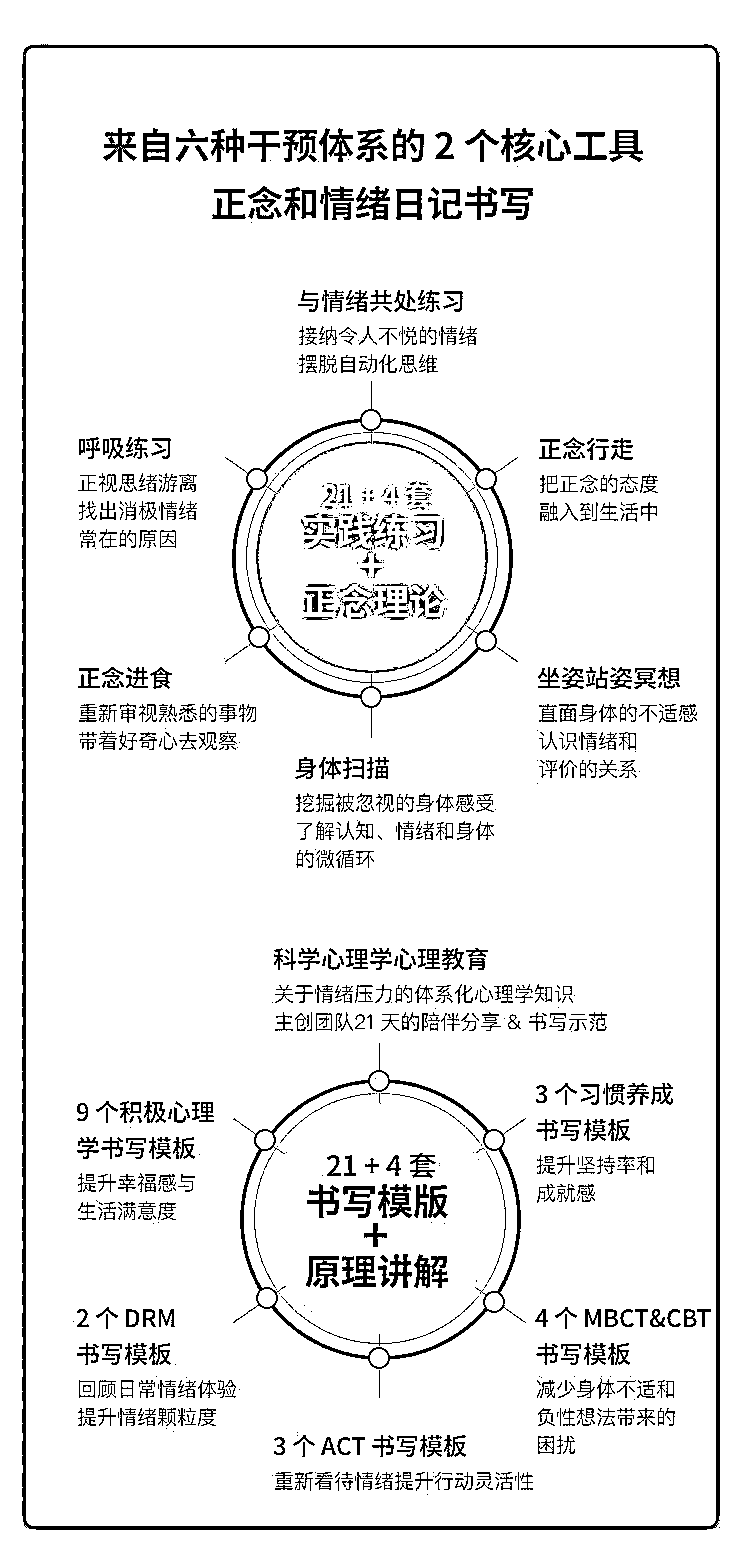 来自六种干预体系的 2 个核心工具
正念和情绪日记书写
与情绪共处练习
接纳令人不悦的情绪
摆脱自动化思维
呼吸练习
正视思绪游离
找出消极情绪
常在的原因
正念行走
把正念的态度
融入到生活中
21 + 4 套
实践练习
+
正念理论
正念进食
重新审视熟悉的事物
带着好奇心去观察
坐姿站姿冥想
直面身体的不适感
认识情绪和
评价的关系
身体扫描
挖掘被忽视的身体感受
了解认知、情绪和身体
的微循环
科学心理学心理教育
关于情绪压力的体系化心理学知识
主创团队21 天的陪伴分享 & 书写示范
9 个积极心理
学书写模板
提升幸福感与
生活满意度
3 个习惯养成
书写模板
提升坚持率和
成就感
21 + 4 套
书写模版
+
原理讲解
2 个 DRM
书写模板
回顾日常情绪体验
提升情绪颗粒度
4 个 MBCT&CBT
书写模板
减少身体不适和
负性想法带来的
困扰
3 个 ACT 书写模板
重新看待情绪提升行动灵活性